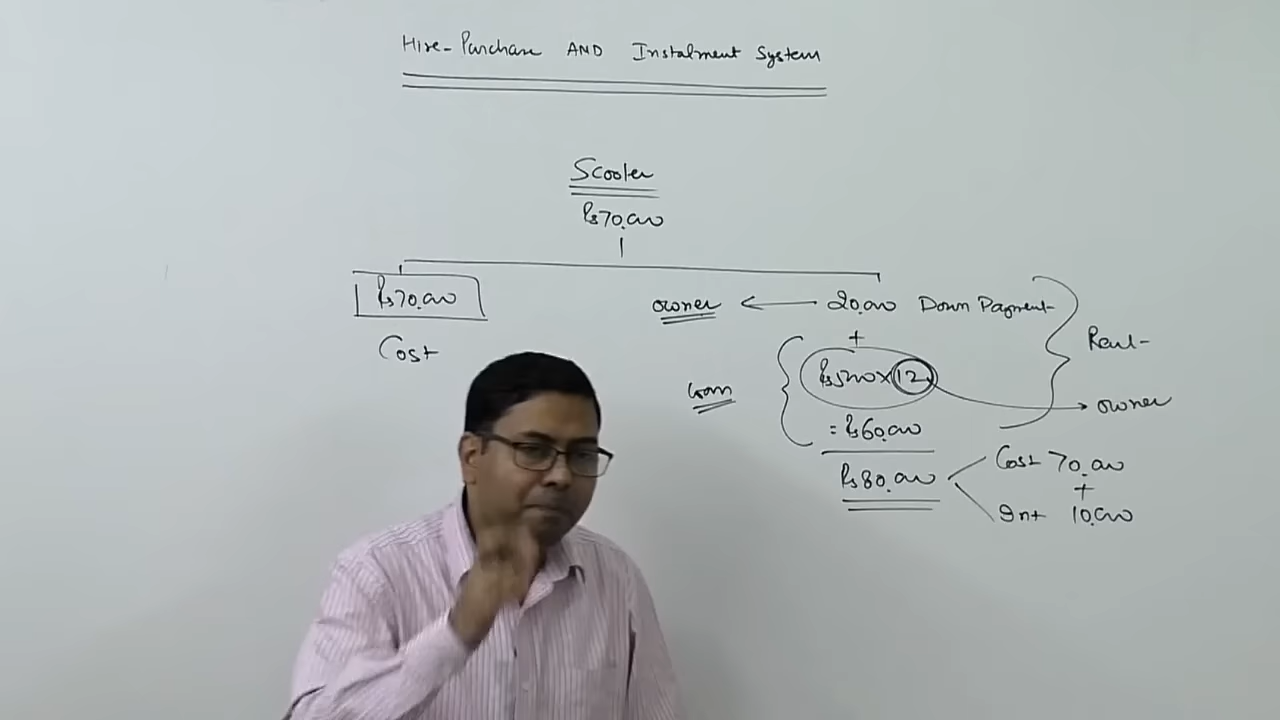 Hire-Purchase AND Instalment System
Scooter
Rs70,000
Rs70,000
Cost
owner ← 20,000 Down Payment
+
Rs5000×12
= Rs60,000
Rs80,000
Rent
→ owner
Cost 70,000
+
Int 10,000